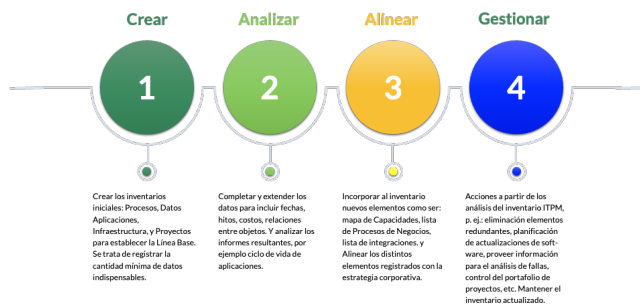 Crear
Analizar
Alinear
Gestionar
1
2
3
4
Crear los inventarios
iniciales: Procesos, Datos
Aplicaciones,
Infraestructura, y Proyectos
para establecer la Línea Base.
Se trata de registrar la
cantidad mínima de datos
indispensables.
Completar y extender los
datos para incluir fechas,
hitos, costos, relaciones
entre objetos. Y analizar los
informes resultantes, por
ejemplo ciclo de vida de
aplicaciones.
Incorporar al inventario
nuevos elementos como ser:
mapa de Capacidades, lista
de Procesos de Negocios,
lista de integraciones, y
Alinear los distintos
elementos registrados con la
estrategia corporativa.
Acciones a partir de los
análisis del inventario ITPM,
p. ej.: eliminación elementos
redundantes, planificación
de actualizaciones de soft-
ware, proveer información
para el análisis de fallas,
control del portafolio de
proyectos, etc. Mantener el
inventario actualizado.